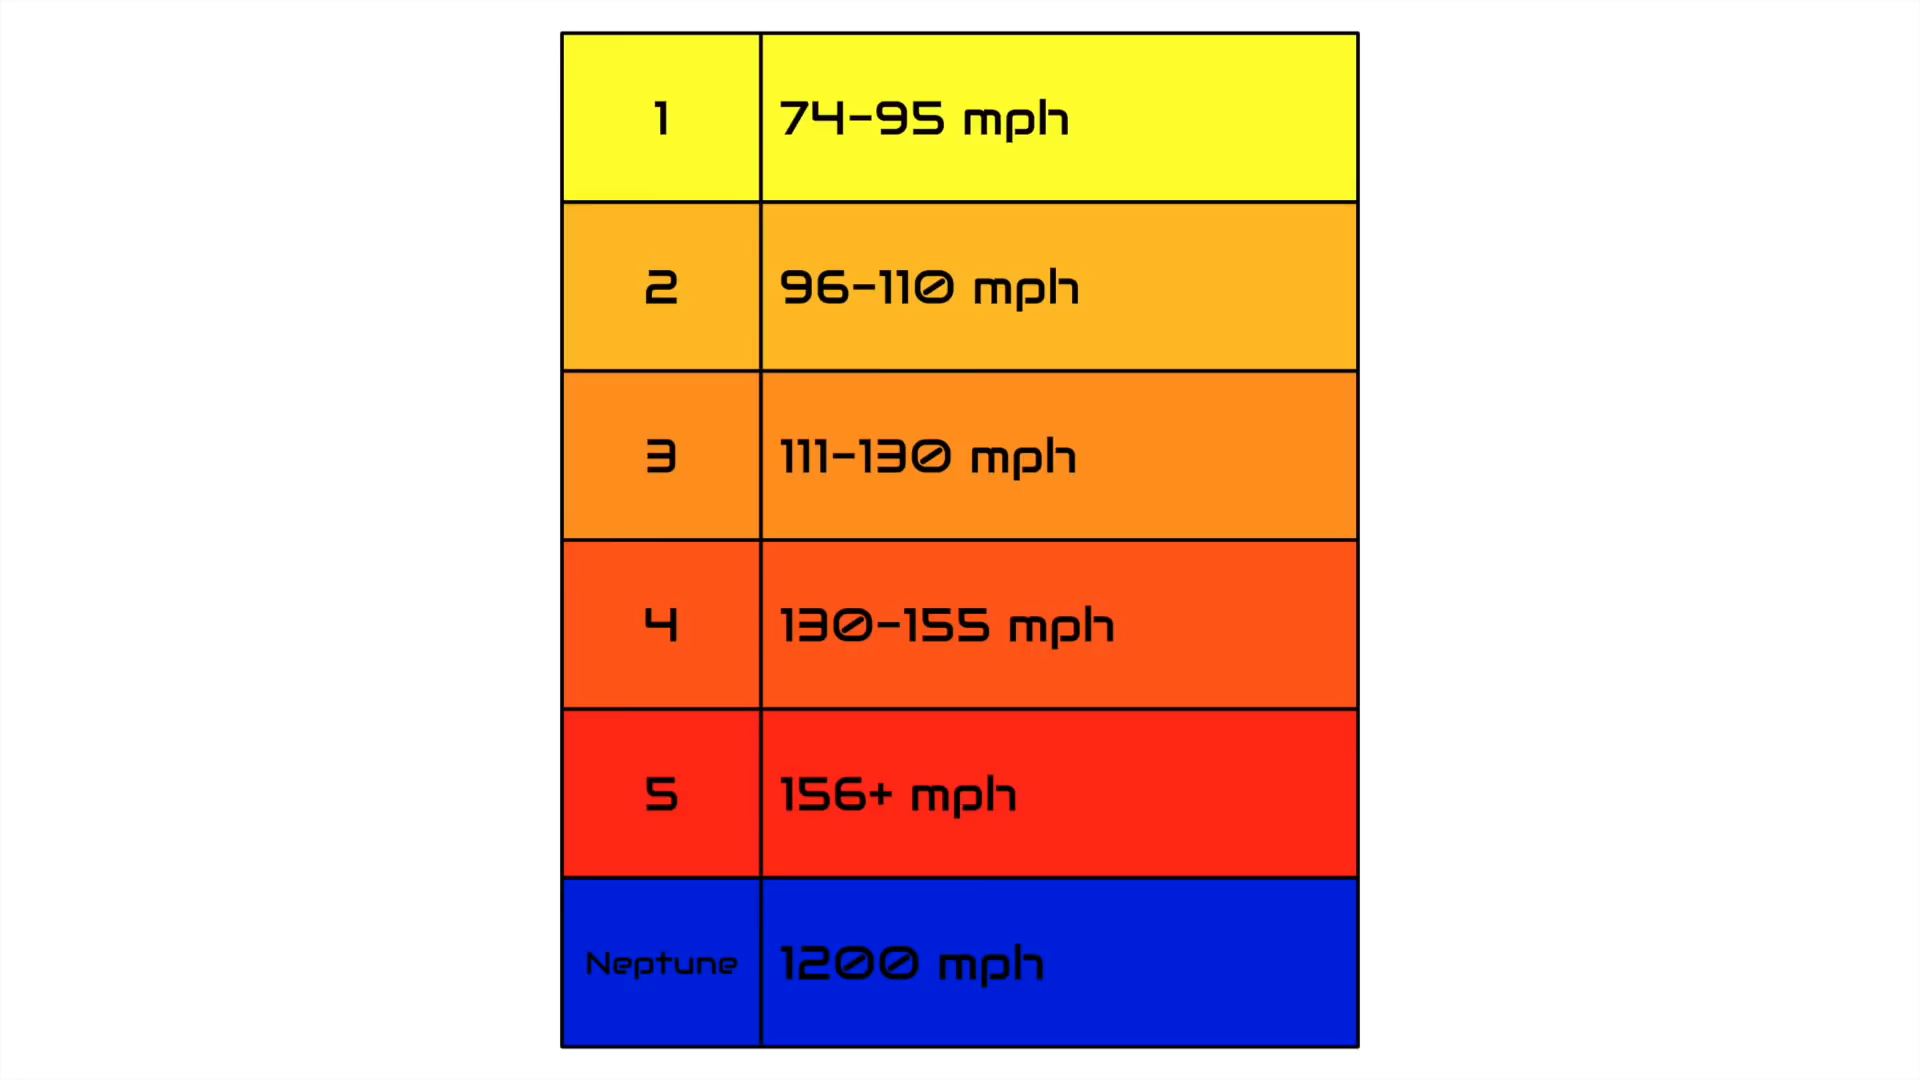 1 74-95 mph
2 96-110 mph
3 111-130 mph
4 130-155 mph
5 156+ mph
Neptune 1200 mph